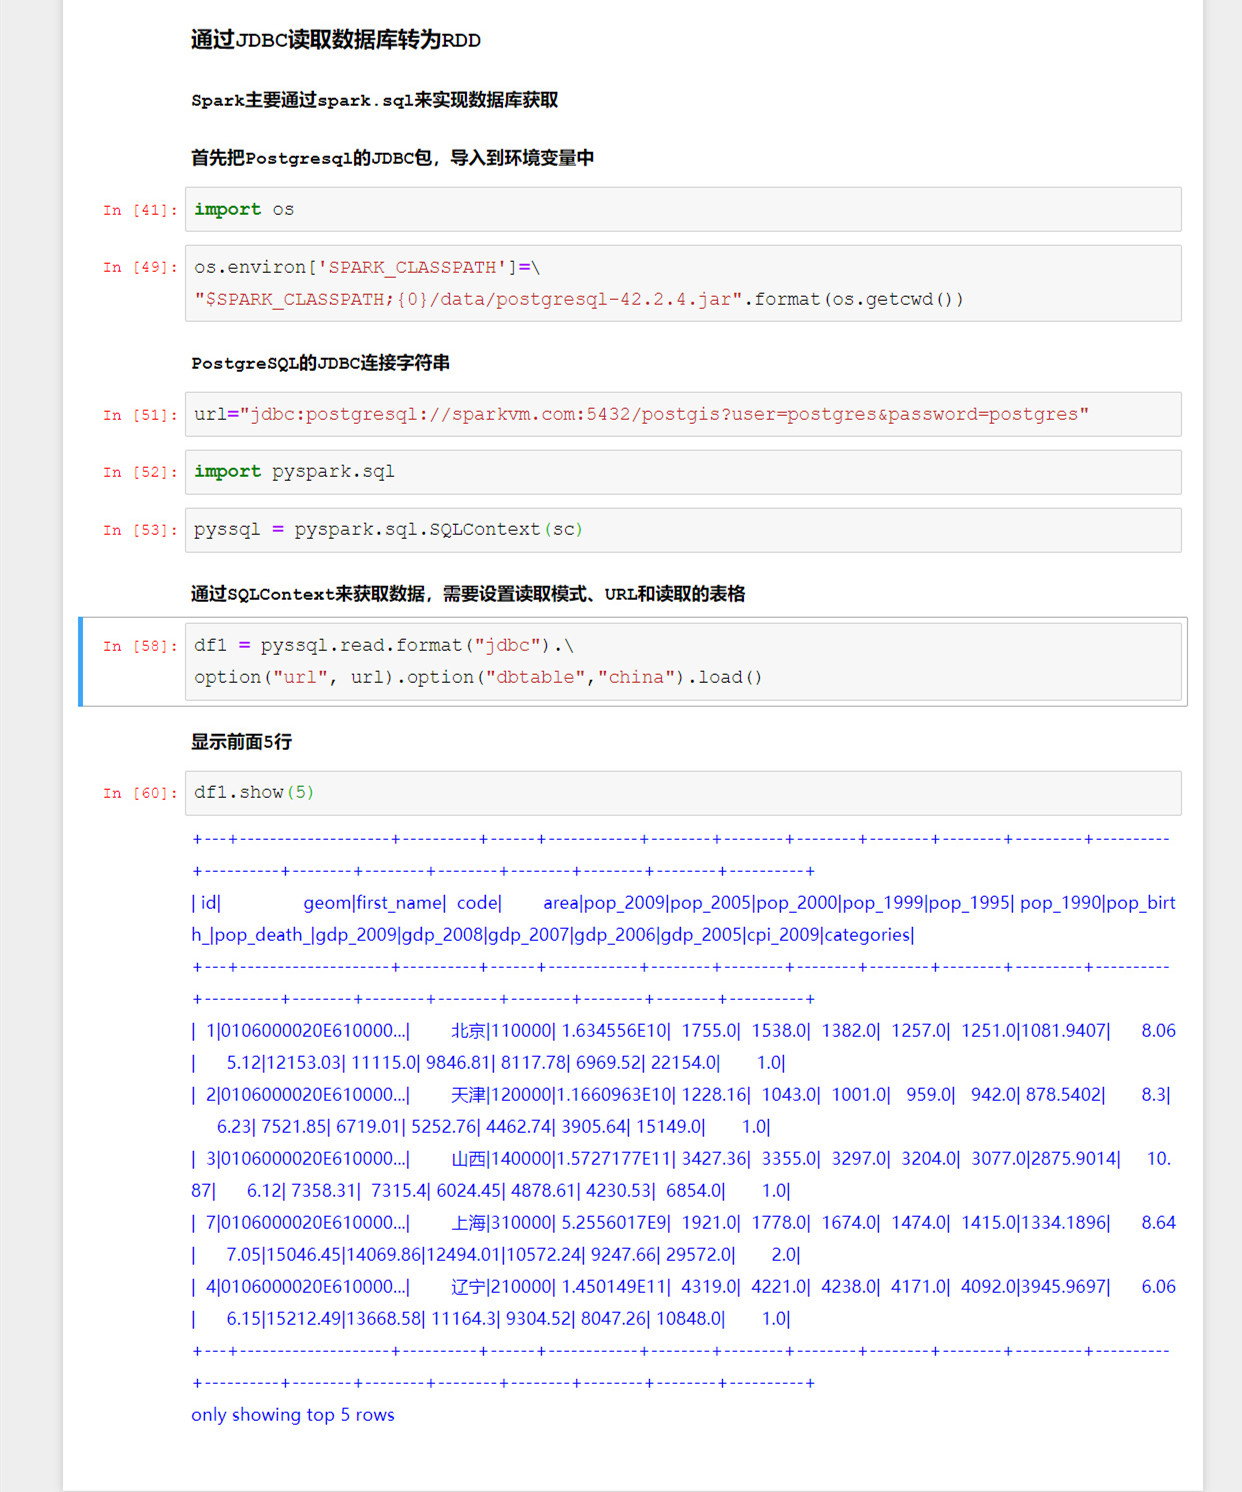 通过JDBC读取数据库转为RDD
Spark主要通过spark.sql来实现数据库获取
首先把Postgresql的JDBC包，导入到环境变量中
In [41]: import os
In [49]: os.environ['SPARK_CLASSPATH']=\
"$SPARK_CLASSPATH;{0}/data/postgresql-42.2.4.jar".format(os.getcwd())
PostgreSQL的JDBC连接字符串
In [51]: url="jdbc:postgresql://sparkvm.com:5432/postgis?user=postgres&password=postgres"
In [52]: import pyspark.sql
In [53]: pyssql = pyspark.sql.SQLContext(sc)
通过SQLContext来获取数据，需要设置读取模式、URL和读取的表格
In [58]: df1 = pyssql.read.format("jdbc").\
option("url", url).option("dbtable","china").load()
显示前面5行
In [60]: df1.show(5)
+---+--------------------+----------+------+------------+--------+--------+--------+--------+--------+---------+----------
+----------+--------+--------+--------+--------+--------+--------+----------+
| id|                geom|first_name|  code|        area|pop_2009|pop_2005|pop_2000|pop_1999|pop_1995| pop_1990|pop_birt
h_|pop_death_|gdp_2009|gdp_2008|gdp_2007|gdp_2006|gdp_2005|cpi_2009|categories|
+---+--------------------+----------+------+------------+--------+--------+--------+--------+--------+---------+----------
+----------+--------+--------+--------+--------+--------+--------+----------+
|  1|0106000020E610000...|        北京|110000| 1.634556E10|  1755.0|  1538.0|  1382.0|  1257.0|  1251.0|1081.9407|      8.06
|      5.12|12153.03| 11115.0| 9846.81| 8117.78| 6969.52| 22154.0|       1.0|
|  2|0106000020E610000...|        天津|120000|1.1660963E10| 1228.16|  1043.0|  1001.0|   959.0|   942.0| 878.5402|       8.3|
6.23| 7521.85| 6719.01| 5252.76| 4462.74| 3905.64| 15149.0|       1.0|
|  3|0106000020E610000...|        山西|140000|1.5727177E11| 3427.36|  3355.0|  3297.0|  3204.0|  3077.0|2875.9014|     10.
87|      6.12| 7358.31|  7315.4| 6024.45| 4878.61| 4230.53|  6854.0|       1.0|
|  7|0106000020E610000...|        上海|310000| 5.2556017E9|  1921.0|  1778.0|  1674.0|  1474.0|  1415.0|1334.1896|      8.64
|      7.05|15046.45|14069.86|12494.01|10572.24| 9247.66| 29572.0|       2.0|
|  4|0106000020E610000...|        辽宁|210000| 1.450149E11|  4319.0|  4221.0|  4238.0|  4171.0|  4092.0|3945.9697|      6.06
|      6.15|15212.49|13668.58| 11164.3| 9304.52| 8047.26| 10848.0|       1.0|
+---+--------------------+----------+------+------------+--------+--------+--------+--------+--------+---------+----------
+----------+--------+--------+--------+--------+--------+--------+----------+
only showing top 5 rows